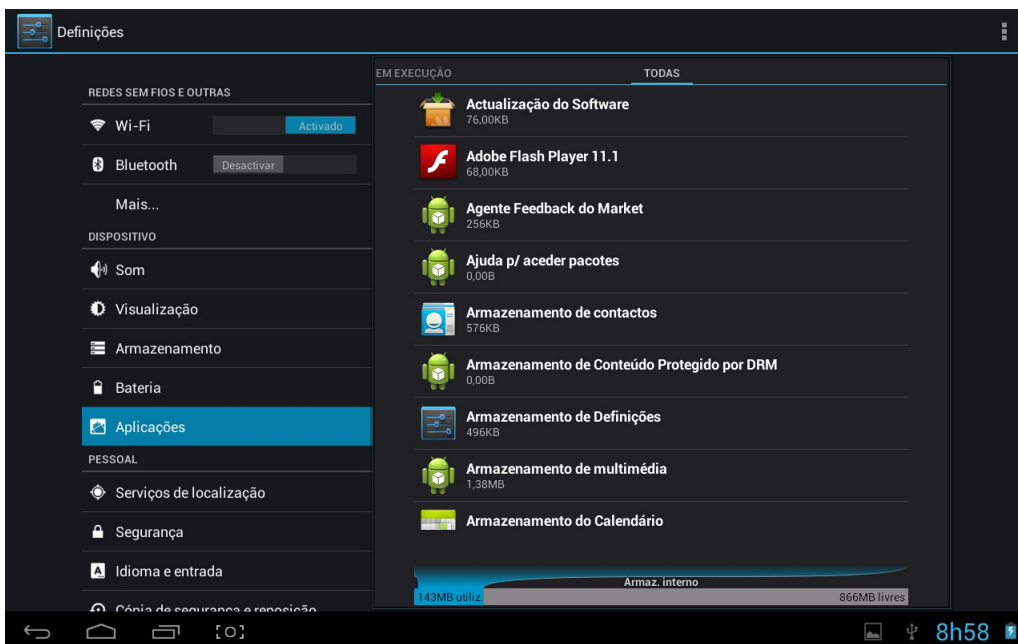 Definições
REDES SEM FIOS E OUTRAS
Wi-Fi
Activado
Bluetooth
Desactivar
Mais...
DISPOSITIVO
Som
Visualização
Armazenamento
Bateria
Aplicações
PESSOAL
Serviços de localização
Segurança
Idioma e entrada
Cópia de segurança e reposição
EM EXECUÇÃO
TODAS
Actualização do Software
76,00KB
Adobe Flash Player 11.1
68,00KB
Agente Feedback do Market
256KB
Ajuda p/ aceder pacotes
0,00B
Armazenamento de contactos
576KB
Armazenamento de Conteúdo Protegido por DRM
0,00B
Armazenamento de Definições
496KB
Armazenamento de multimédia
1,38MB
Armazenamento do Calendário
Armaz. interno
143MB utiliz.
866MB livres
8h58